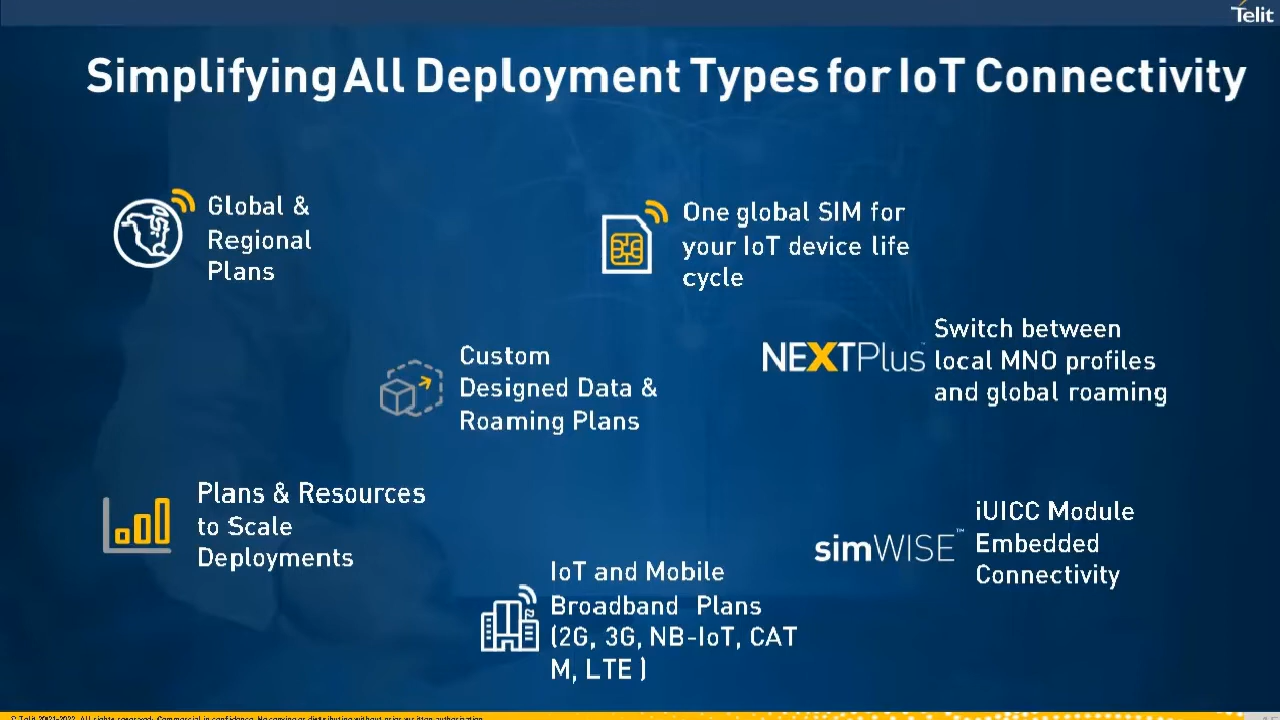 Telit
Simplifying All Deployment Types for IoT Connectivity
Global &
Regional
Plans
One global SIM for
your IoT device life
cycle
Custom
Designed Data &
Roaming Plans
NEXTPlus™
Switch between
local MNO profiles
and global roaming
Plans & Resources
to Scale
Deployments
simWISE™
iUICC Module
Embedded
Connectivity
IoT and Mobile
Broadband Plans
(2G, 3G, NB-IoT, CAT
M, LTE )